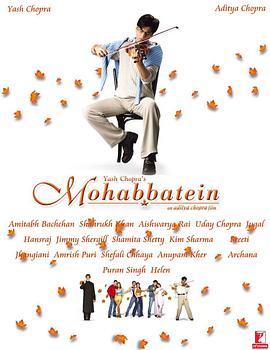 Yash Chopra Aditya Chopra
Yash Chopra's
Mohabbatein
an aditya chopra film
Amitabh Bachchan Shahrukh Khan Aishwarya Rai Uday Chopra Jugal
Hansraj Jimmy Shergill Shamita Shetty Kim Sharma Preeti
Jhangiani Amrish Puri Shefali Chhaya Anupam Kher Archana
Puran Singh Helen